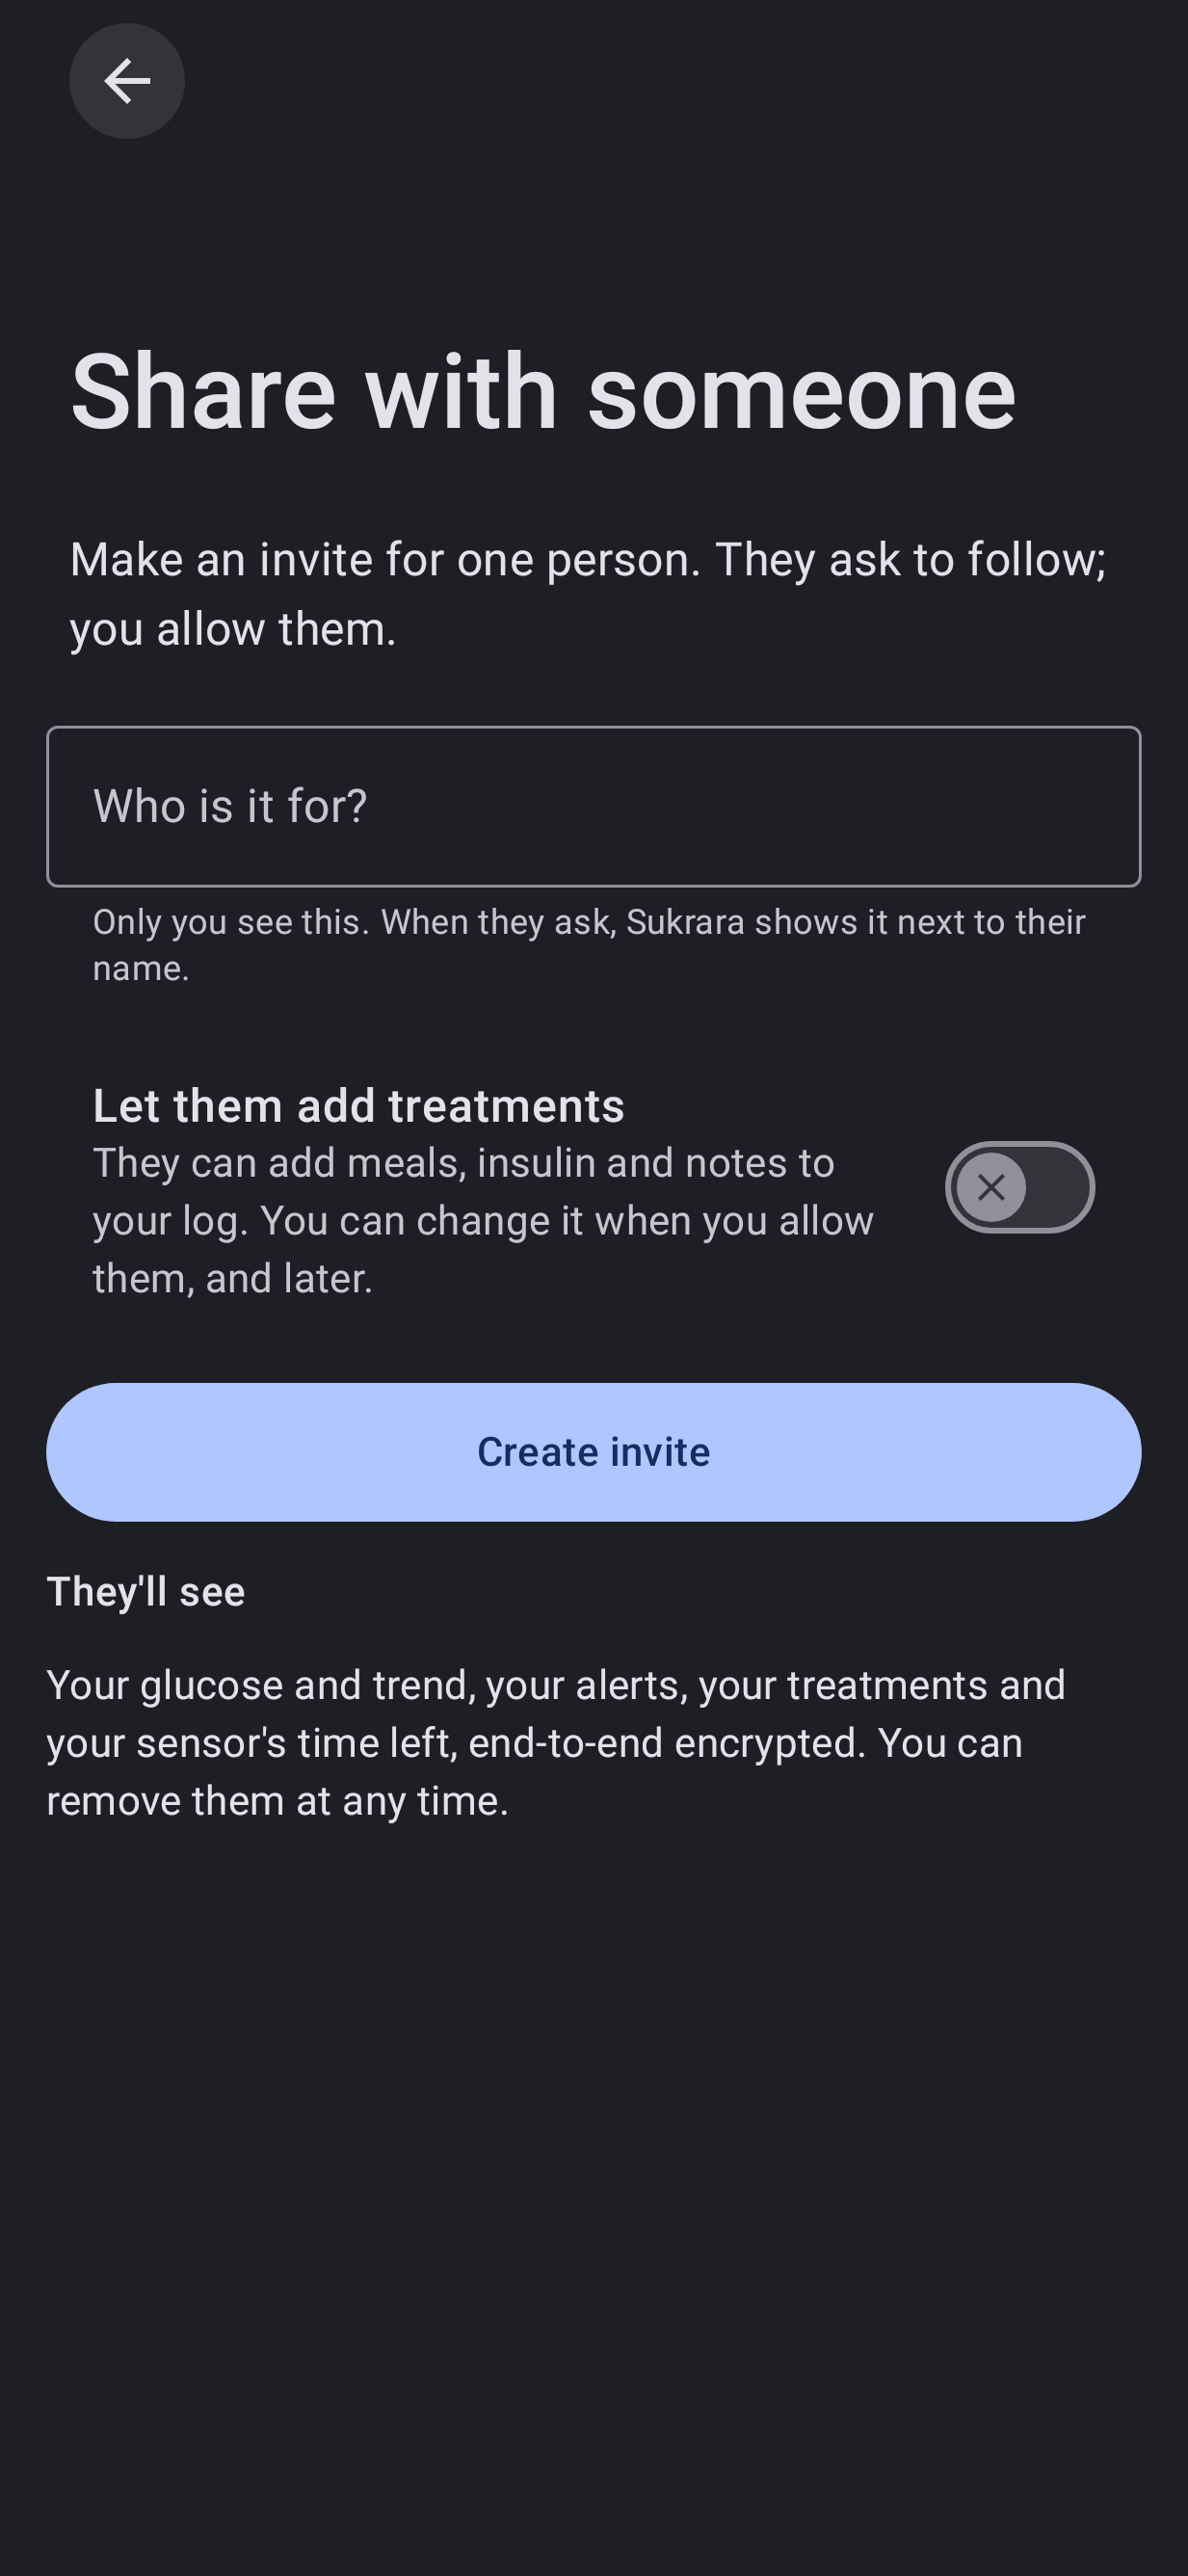 Share with someone
Make an invite for one person. They ask to follow;
you allow them.
Who is it for?
Only you see this. When they ask, Sukrara shows it next to their
name.
Let them add treatments
They can add meals, insulin and notes to
your log. You can change it when you allow
them, and later.
Create invite
They'll see
Your glucose and trend, your alerts, your treatments and
your sensor's time left, end-to-end encrypted. You can
remove them at any time.